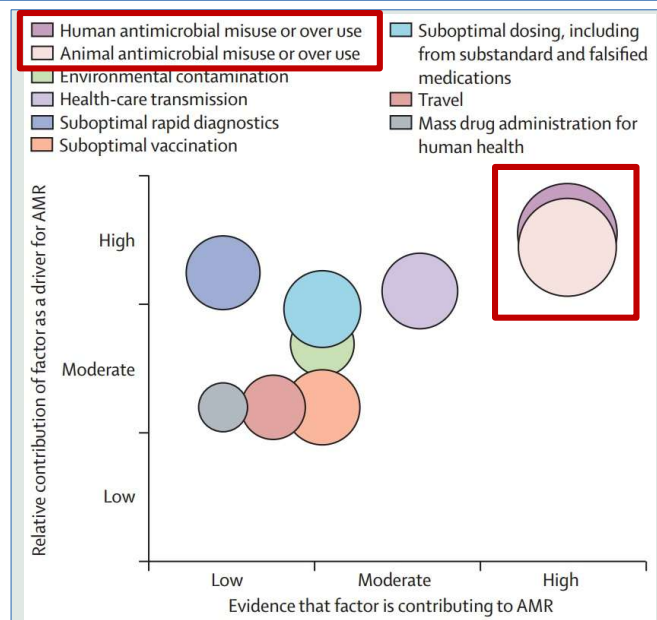 Human antimicrobial misuse or over use
Animal antimicrobial misuse or over use
Environmental contamination
Health-care transmission
Suboptimal rapid diagnostics
Suboptimal vaccination
Suboptimal dosing, including
from substandard and falsified
medications
Travel
Mass drug administration for
human health
Relative contribution of factor as a driver for AMR
High
Moderate
Low
Low
Moderate
High
Evidence that factor is contributing to AMR